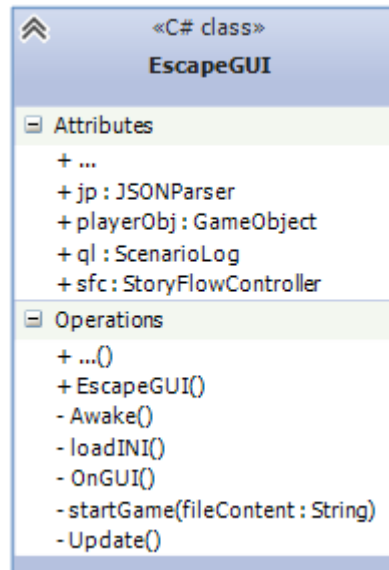 «C# class»
EscapeGUI
Attributes
+ ...
+ jp : JSONParser
+ playerObj : GameObject
+ ql : ScenarioLog
+ sfc : StoryFlowController
Operations
+ ...()
+ EscapeGUI()
- Awake()
- loadINI()
- OnGUI()
- startGame(fileContent : String)
- Update()